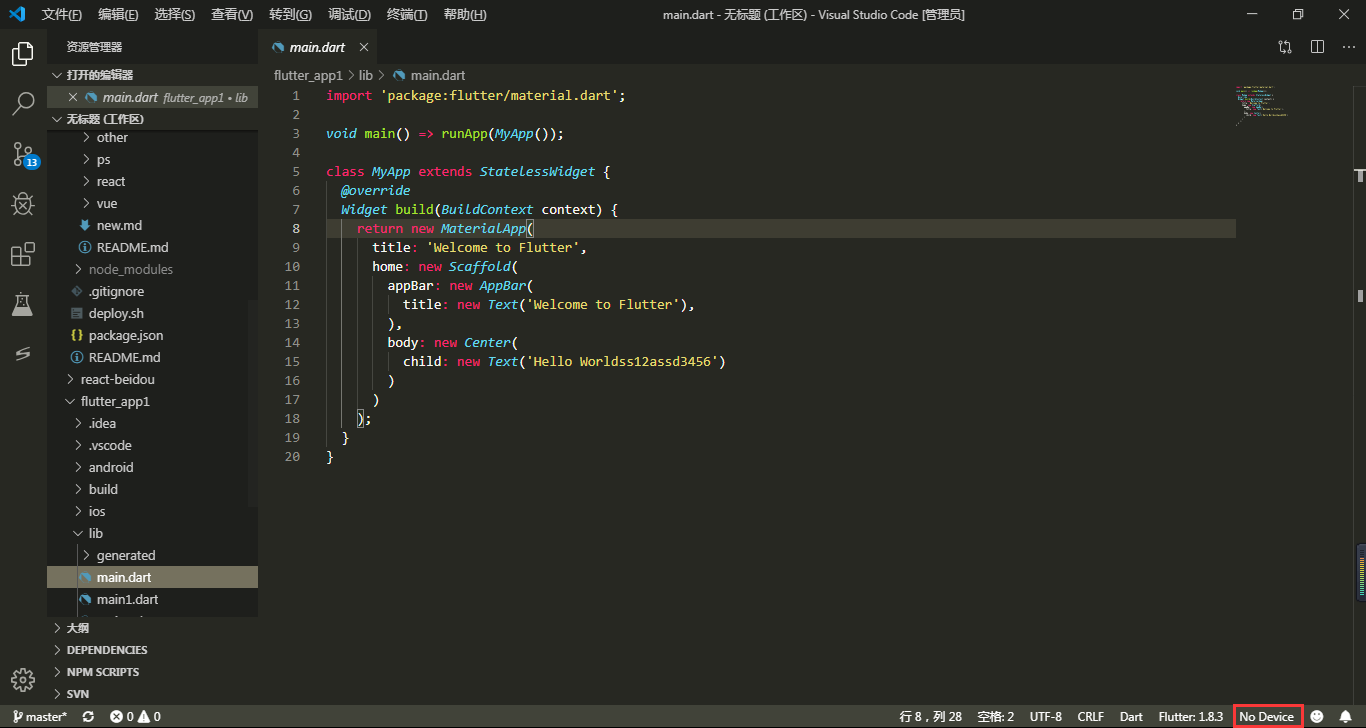 文件(F) 编辑(E) 选择(S) 查看(V) 转到(G) 调试(D) 终端(T) 帮助(H) main.dart - 无标题 (工作区) - Visual Studio Code [管理员]
资源管理器
打开的编辑器
main.dart flutter_app1 • lib
无标题 (工作区)
other
ps
react
vue
new.md
README.md
node_modules
.gitignore
deploy.sh
package.json
README.md
react-beidou
flutter_app1
.idea
.vscode
android
build
ios
lib
generated
main.dart
main1.dart
大纲
DEPENDENCIES
NPM SCRIPTS
SVN
13
main.dart
flutter_app1 > lib > main.dart
1 import 'package:flutter/material.dart';
2
3 void main() => runApp(MyApp());
4
5 class MyApp extends StatelessWidget {
6 @override
7 Widget build(BuildContext context) {
8 return new MaterialApp(
9 title: 'Welcome to Flutter',
10 home: new Scaffold(
11 appBar: new AppBar(
12 title: new Text('Welcome to Flutter'),
13 ),
14 body: new Center(
15 child: new Text('Hello Worldss12assd3456')
16 )
17 )
18 );
19 }
20 }
master* 0 0 行 8，列 28 空格: 2 UTF-8 CRLF Dart Flutter: 1.8.3 No Device